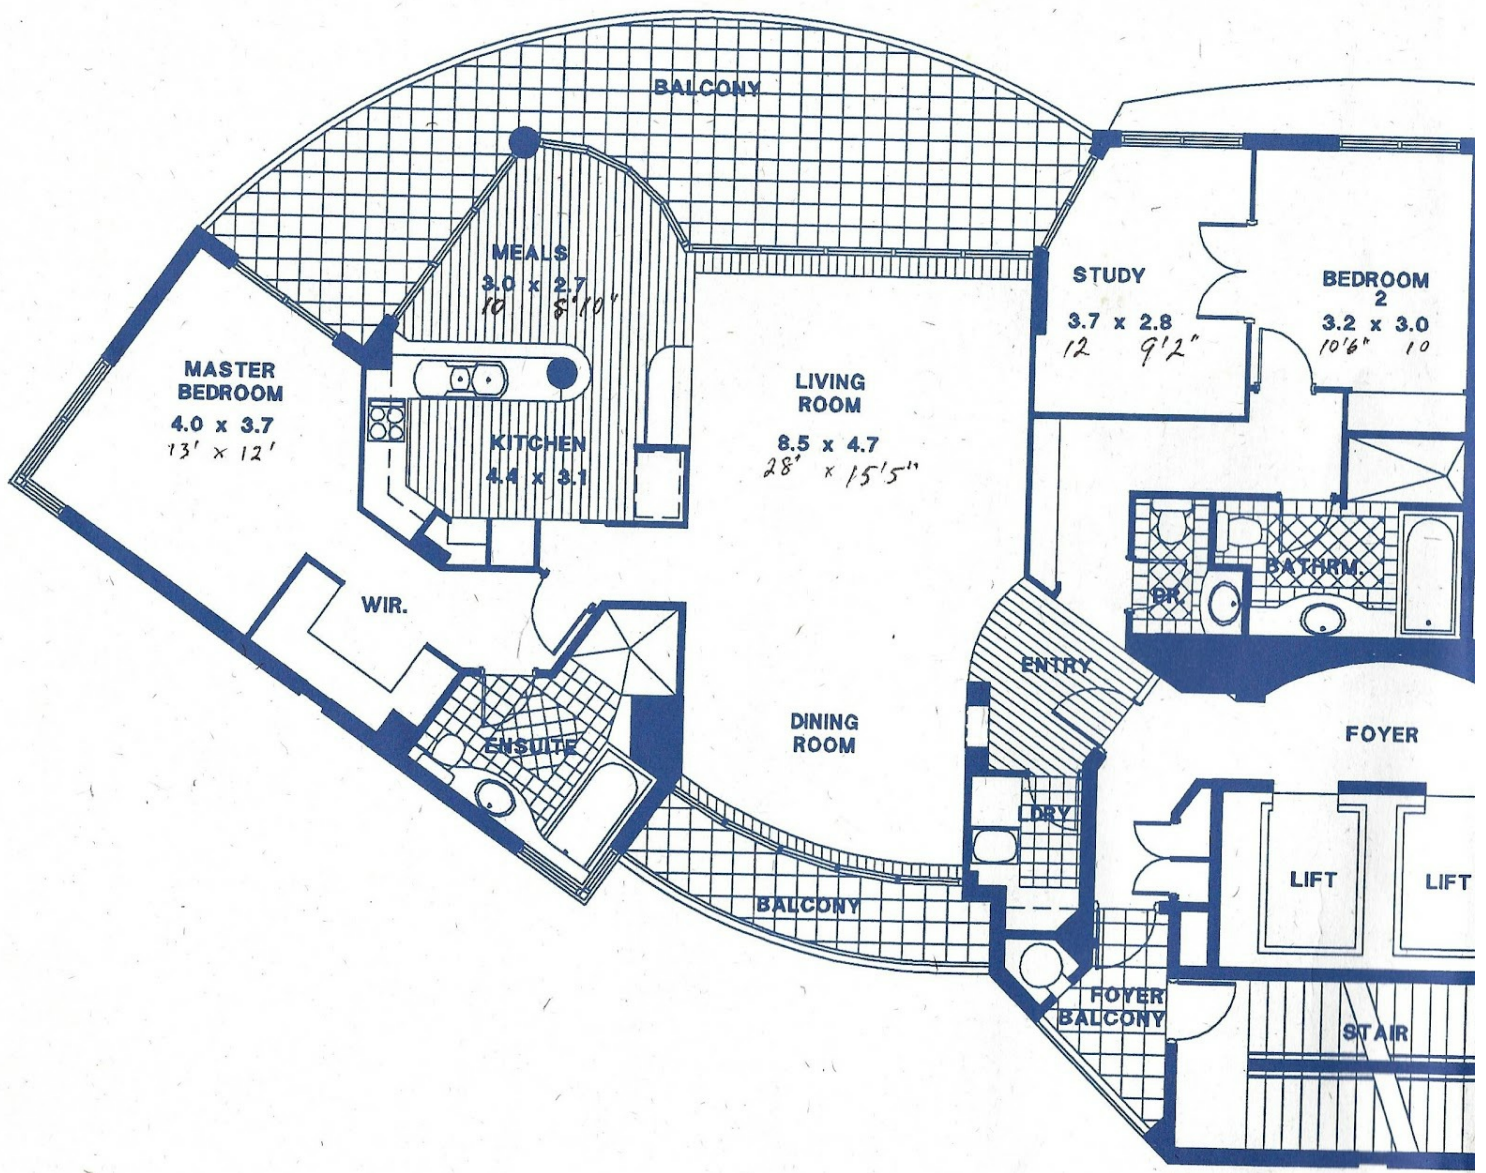 BALCONY
MEALS
3.0 x 2.7
10 8'10"
STUDY
3.7 x 2.8
12 9'2"
BEDROOM
2
3.2 x 3.0
10'6" 10
MASTER
BEDROOM
4.0 x 3.7
13' x 12'
LIVING
ROOM
8.5 x 4.7
28' x 15'5"
KITCHEN
4.4 x 3.1
WIR.
BATHRM.
PR.
ENTRY
DINING
ROOM
FOYER
ENSUITE
LDRY
LIFT
LIFT
BALCONY
FOYER
BALCONY
STAIR